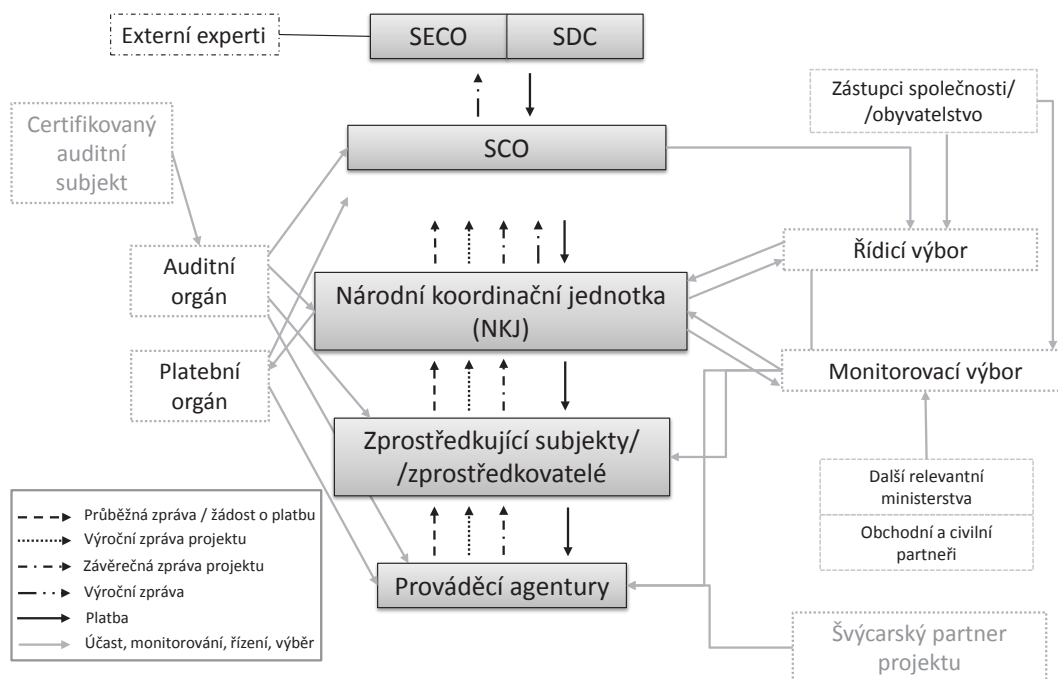 Externí experti
SECO
SDC
Zástupci společnosti/
/obyvatelstvo
Certifikovaný
auditní
subjekt
SCO
Řídicí výbor
Auditní
orgán
Národní koordinační jednotka
(NKJ)
Platební
orgán
Monitorovací výbor
Zprostředkující subjekty/
/zprostředkovatelé
Další relevantní
ministerstva
Obchodní a civilní
partneři
Prováděcí agentury
Švýcarský partner
projektu
Průběžná zpráva / žádost o platbu
Výroční zpráva projektu
Závěrečná zpráva projektu
Výroční zpráva
Platba
Účast, monitorování, řízení, výběr